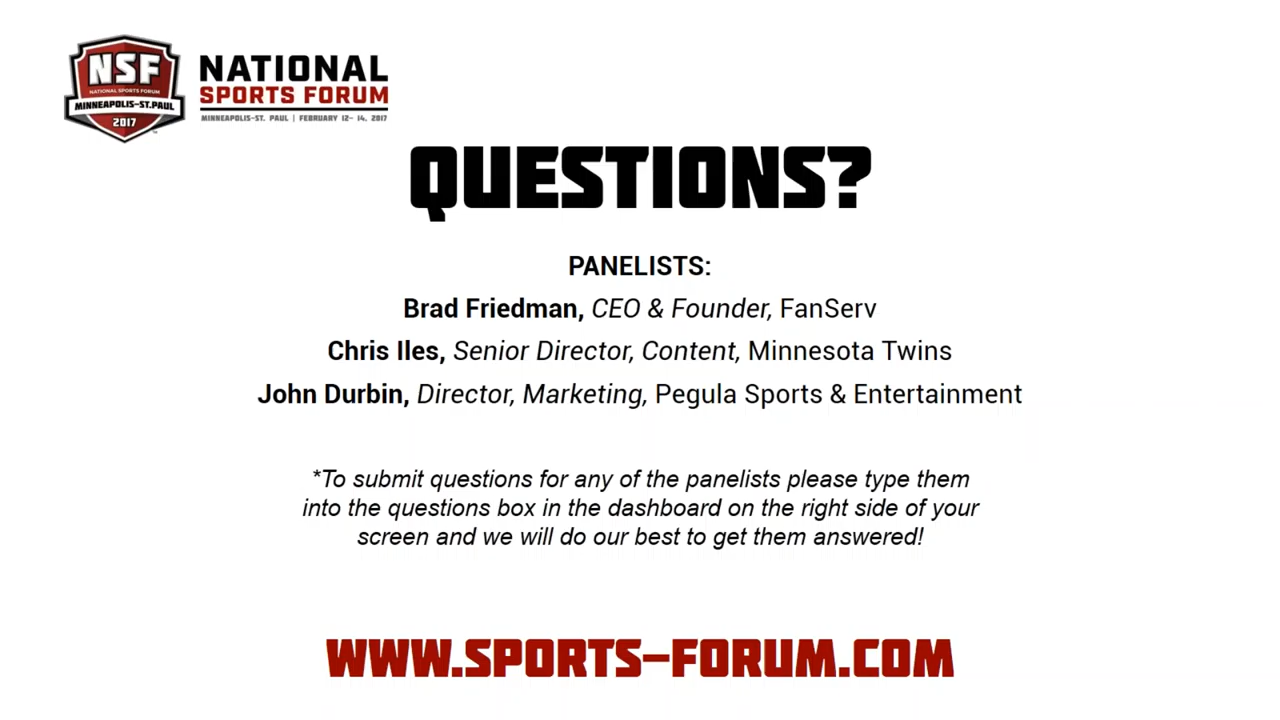 NSF
NATIONAL SPORTS FORUM
MINNEAPOLIS-ST.PAUL
2017
NATIONAL
SPORTS FORUM
MINNEAPOLIS-ST. PAUL | FEBRUARY 12- 14, 2017
QUESTIONS?
PANELISTS:
Brad Friedman, CEO & Founder, FanServ
Chris Iles, Senior Director, Content, Minnesota Twins
John Durbin, Director, Marketing, Pegula Sports & Entertainment
*To submit questions for any of the panelists please type them
into the questions box in the dashboard on the right side of your
screen and we will do our best to get them answered!
WWW.SPORTS-FORUM.COM